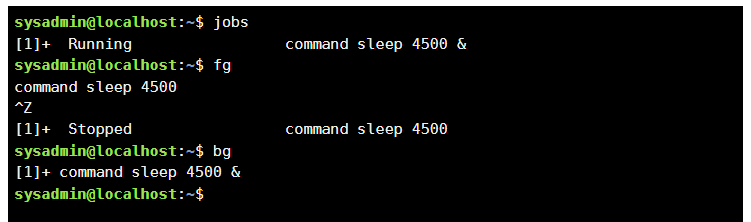 sysadmin@localhost:~$ jobs
[1]+  Running                 command sleep 4500 &
sysadmin@localhost:~$ fg
command sleep 4500
^Z
[1]+  Stopped                 command sleep 4500
sysadmin@localhost:~$ bg
[1]+ command sleep 4500 &
sysadmin@localhost:~$